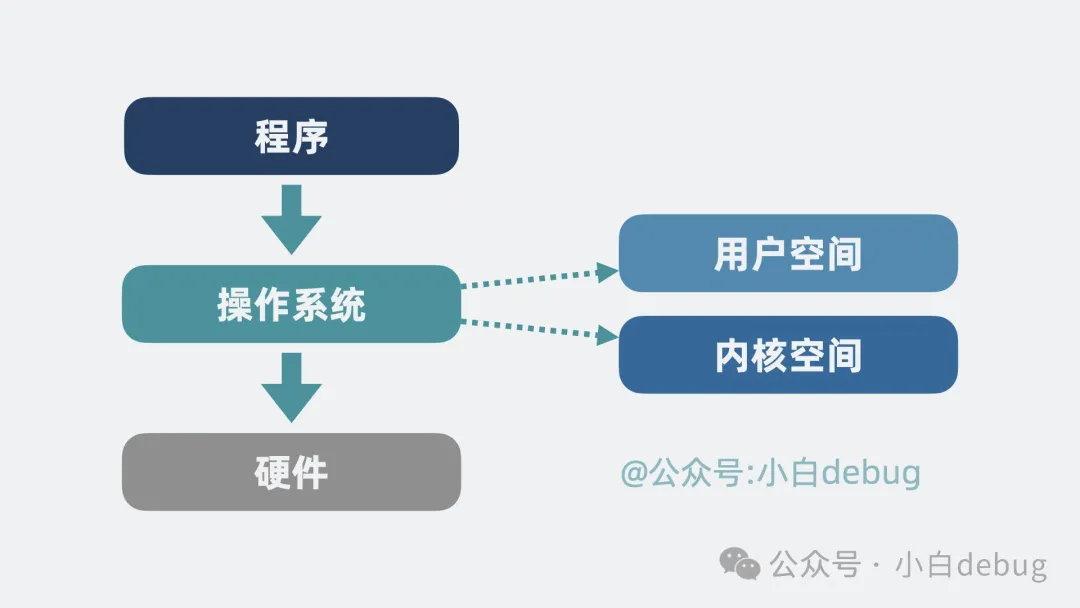 程序
操作系统
用户空间
内核空间
硬件
@公众号:小白debug
公众号 · 小白debug